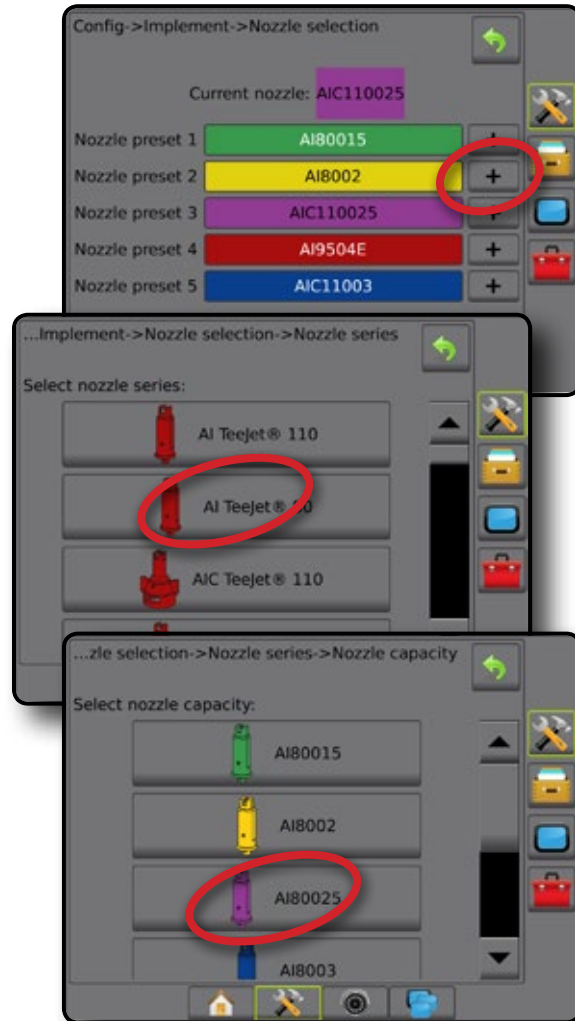 Config->Implement->Nozzle selection
Current nozzle: AIC110025
Nozzle preset 1 AI80015 +
Nozzle preset 2 AI8002 +
Nozzle preset 3 AIC110025 +
Nozzle preset 4 AI9504E +
Nozzle preset 5 AIC11003 +
...Implement->Nozzle selection->Nozzle series
Select nozzle series:
AI TeeJet® 110
AI TeeJet® 80
AIC TeeJet® 110
...zle selection->Nozzle series->Nozzle capacity
Select nozzle capacity:
AI80015
AI8002
AI80025
AI8003